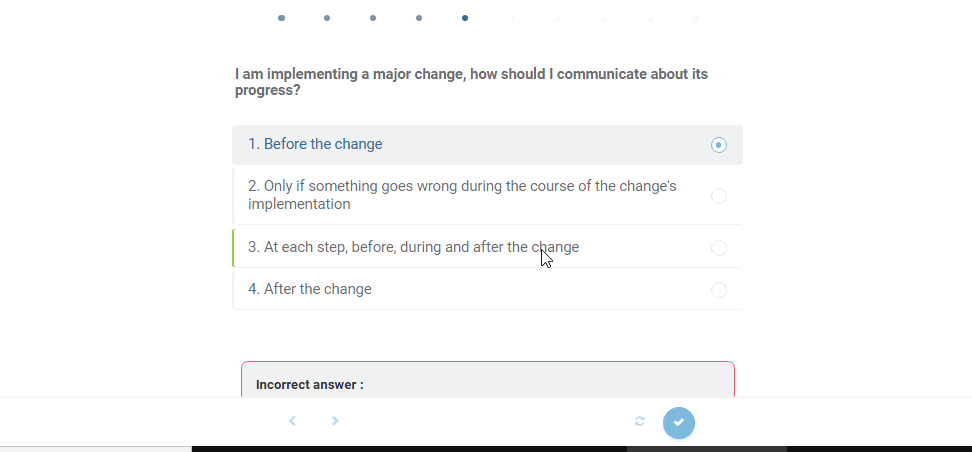 I am implementing a major change, how should I communicate about its
progress?
1. Before the change
2. Only if something goes wrong during the course of the change's
implementation
3. At each step, before, during and after the change
4. After the change
Incorrect answer :